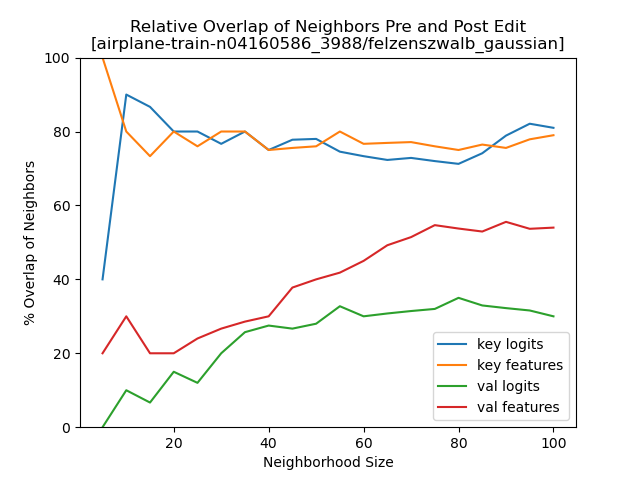 Relative Overlap of Neighbors Pre and Post Edit
[airplane-train-n04160586_3988/felzenszwalb_gaussian]
100
80
60
40
20
0
% Overlap of Neighbors
key logits
key features
val logits
val features
20 40 60 80 100
Neighborhood Size